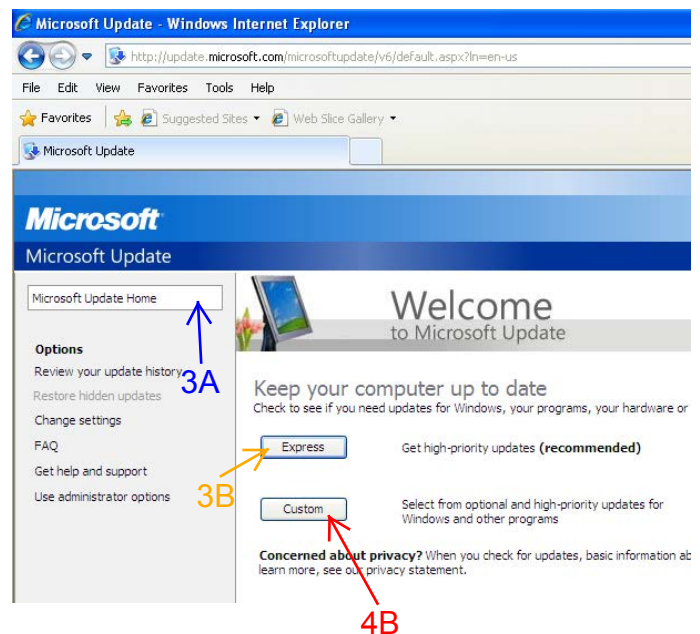 Microsoft Update - Windows Internet Explorer
http://update.microsoft.com/microsoftupdate/v6/default.aspx?ln=en-us
File Edit View Favorites Tools Help
Favorites Suggested Sites Web Slice Gallery
Microsoft Update
Microsoft
Microsoft Update
Microsoft Update Home
Options
Review your update history
Restore hidden updates
Change settings
FAQ
Get help and support
Use administrator options
3A
Welcome
to Microsoft Update
Keep your computer up to date
Check to see if you need updates for Windows, your programs, your hardware or
Express Get high-priority updates (recommended)
3B
Custom Select from optional and high-priority updates for
Windows and other programs
Concerned about privacy? When you check for updates, basic information ab
learn more, see our privacy statement.
4B